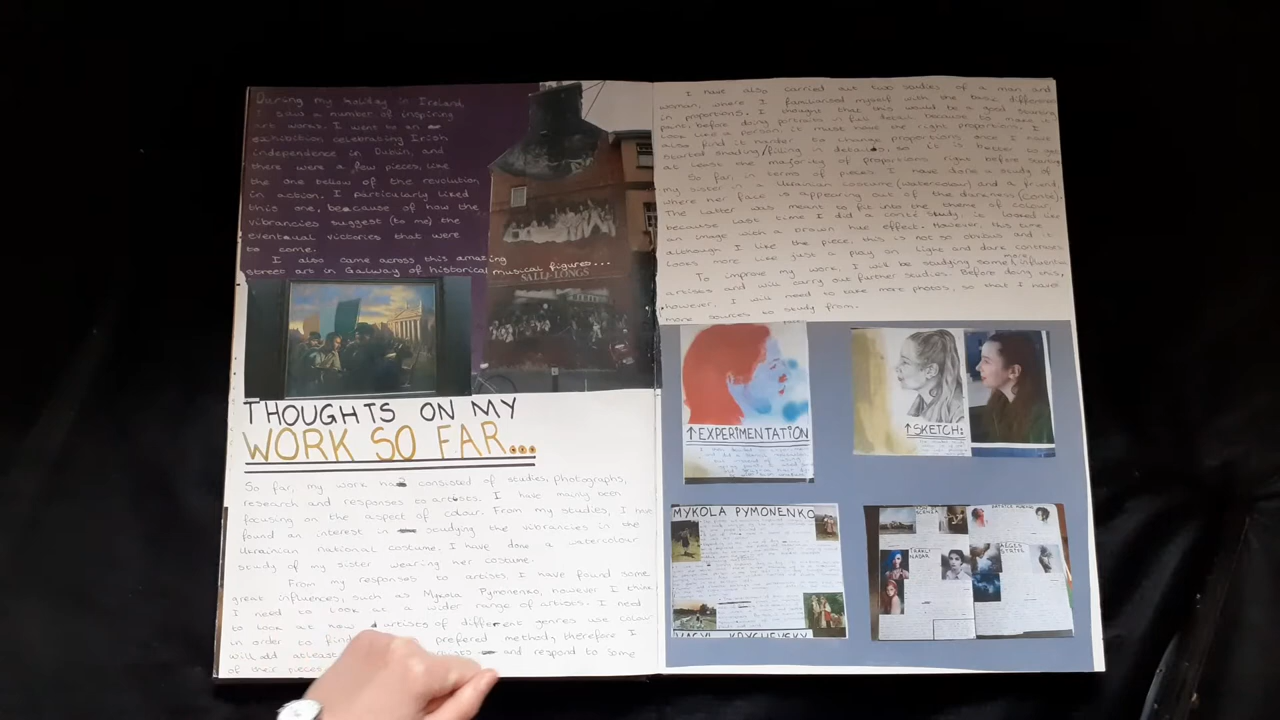 During my holiday in Ireland,
I saw a number of inspiring
art works. I went to an
exhibition celebrating Irish
independence in Dublin, and
there were a few pieces, like
the one bellow of the revolution
in action. I particularly liked
this one, because of how the
vibrancies suggest (to me) the
eventual victories that were
to come.
I also came across this amazing
street art in Galway of historical musical figures...
SALLY LONGS
THOUGHTS ON MY
WORK SO FAR...
So far, my work has consisted of studies, photographs,
research and responses to artists. I have mainly been
focusing on the aspect of colour. From my studies, I have
found an interest in studying the vibrancies in the
Ukrainian National costume. I have done a watercolour
study of my sister wearing her costume.
From my responses to artists, I have found some
great influences, such as Mykola Pymonenko, however I think
I need to look at a wider range of artists. I need
to look at how artists of different genres use colour
in order to find prefered method, therefore I
will add atleast artists and respond to some
of their pieces
I have also carried out two studies of a man and
woman, where I familiarised myself with the basic difference
in proportions. I thought that this would be a good starting
point, before doing portraits in full detail because to make it
look like a person, it must have the right proportions. I
also find it harder to change proportions once I have
started shading/filling in details, so it is better to get
at least the majority of proportions right before starting.
So far, in terms of pieces, I have done a study of
my sister in a Ukrainian costume (watercolour) and a friend,
where her face is appearing out of the darkness (conté).
The latter was meant to fit into the theme of colour
because last time I did a conté study, it looked like
an image with a brown hue effect. However, this time
although I like the piece, this is not so obvious and it
looks more like just a play on light and dark contrasts
To improve my work, I will be studying some more influential
artists and will carry out further studies. Before doing this,
however, I will need to take more photos, so that I have
more sources to study from.
↑EXPERIMENTATION
↑SKETCH:
MYKOLA PYMONENKO
VASYL KRYCHEVSKY